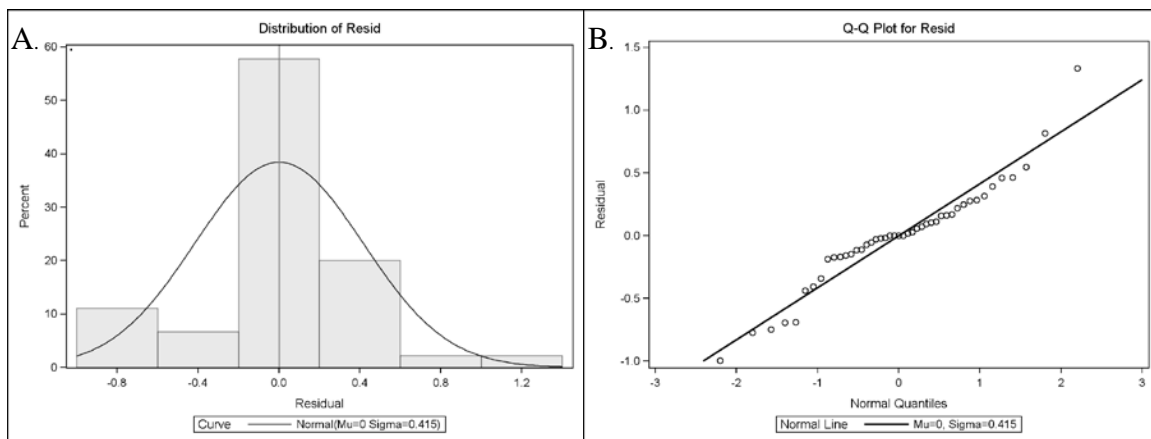 A.
Distribution of Resid
60
50
40
30
20
10
0
Percent
-0.8 -0.4 0.0 0.4 0.8 1.2
Residual
Curve Normal(Mu=0 Sigma=0.415)
B.
Q-Q Plot for Resid
1.5
1.0
0.5
0.0
-0.5
-1.0
Residual
-3 -2 -1 0 1 2 3
Normal Quantiles
Normal Line Mu=0, Sigma=0.415